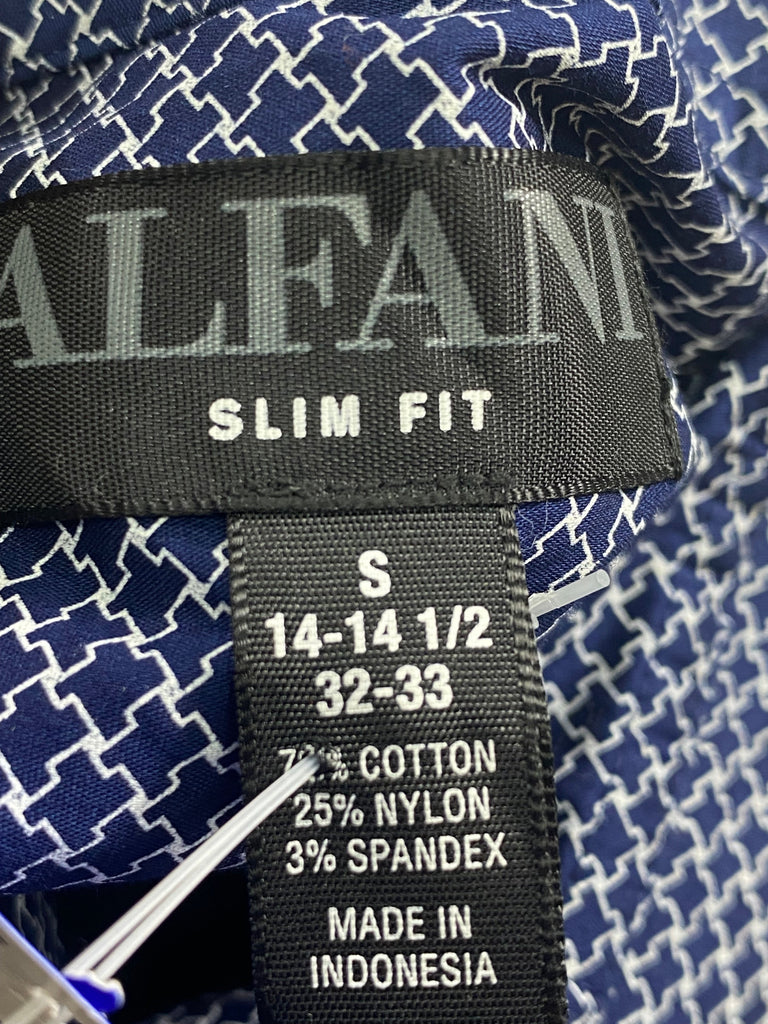 ALFANI
SLIM FIT
S
14-14 1/2
32-33
COTTON
25% NYLON
3% SPANDEX
MADE IN
INDONESIA